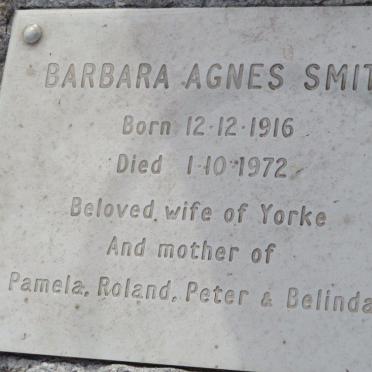 BARBARA AGNES SMIT
Born 12·12·1916
Died 1·10·1972
Beloved wife of Yorke
And mother of
Pamela, Roland, Peter & Belinda